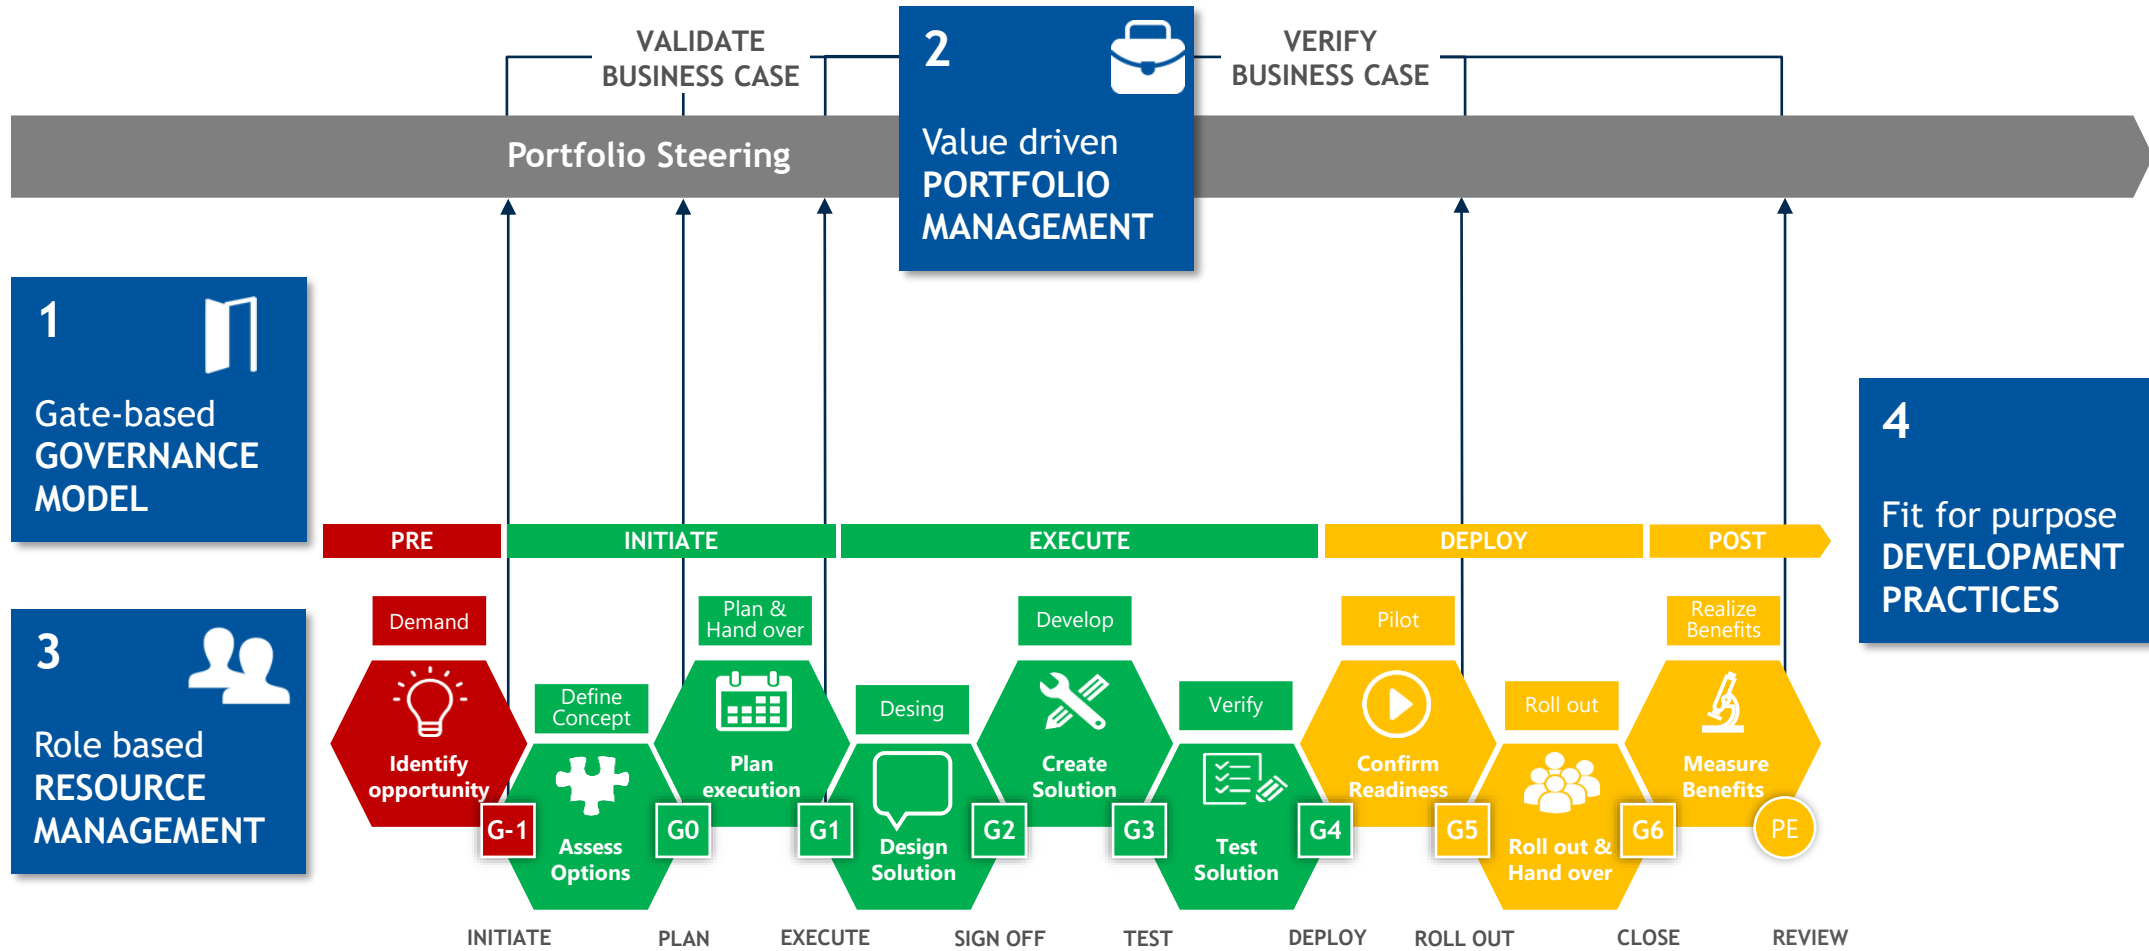 VALIDATE
BUSINESS CASE
2
VERIFY
BUSINESS CASE
Portfolio Steering
Value driven
PORTFOLIO
MANAGEMENT
1
Gate-based
GOVERNANCE
MODEL
4
Fit for purpose
DEVELOPMENT
PRACTICES
3
Role based
RESOURCE
MANAGEMENT
PRE
INITIATE
EXECUTE
DEPLOY
POST
Demand
Identify
opportunity
G-1
Define
Concept
Assess
Options
G0
Plan &
Hand over
Plan
execution
G1
Desing
Design
Solution
G2
Develop
Create
Solution
G3
Verify
Test
Solution
G4
Pilot
Confirm
Readiness
G5
Roll out
Roll out &
Hand over
G6
Realize
Benefits
Measure
Benefits
PE
INITIATE
PLAN
EXECUTE
SIGN OFF
TEST
DEPLOY
ROLL OUT
CLOSE
REVIEW